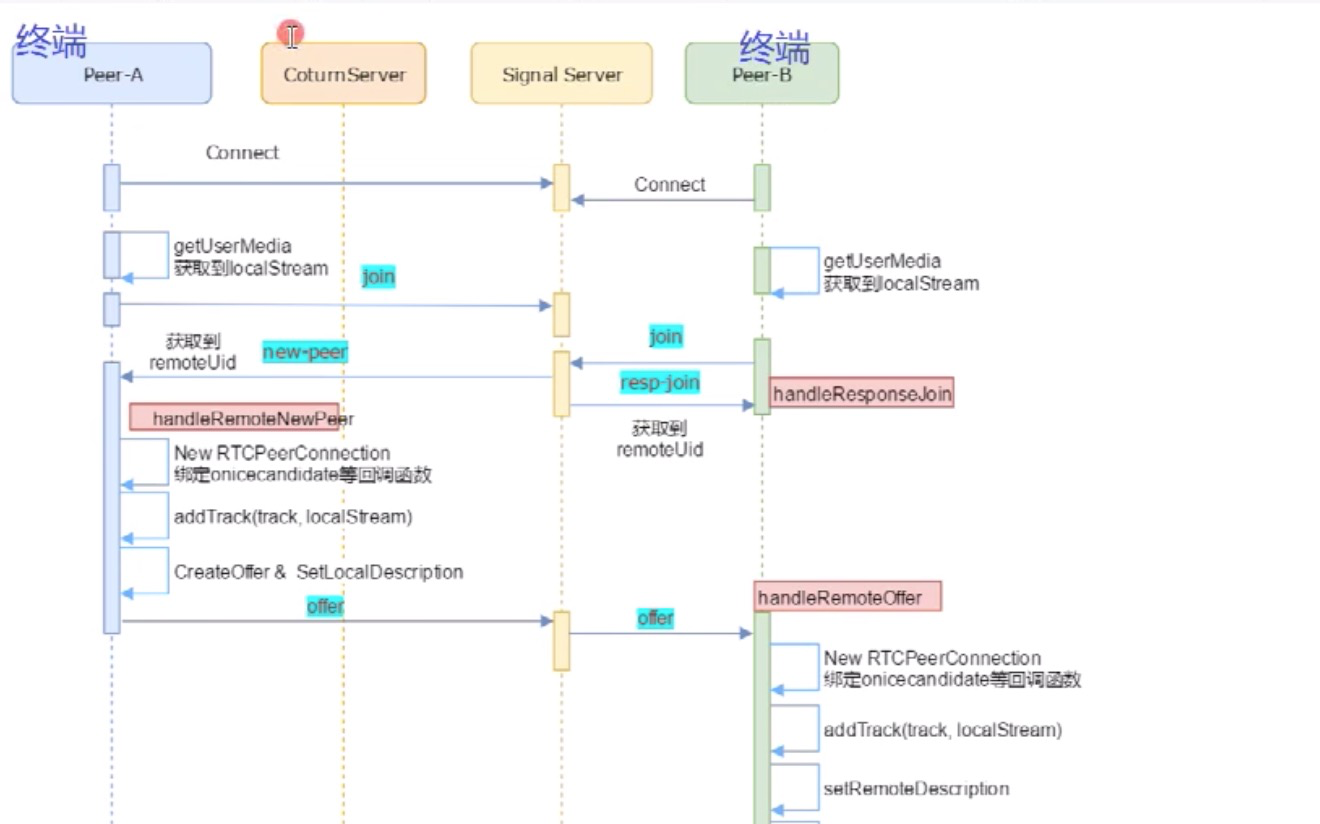 终端
终端
Peer-A
CoturnServer
Signal Server
Peer-B
Connect
Connect
getUserMedia
获取到localStream
getUserMedia
获取到localStream
join
获取到
remoteUid
new-peer
join
resp-join
handleResponseJoin
获取到
remoteUid
handleRemoteNewPeer
New RTCPeerConnection
绑定onicecandidate等回调函数
addTrack(track, localStream)
CreateOffer & SetLocalDescription
offer
offer
handleRemoteOffer
New RTCPeerConnection
绑定onicecandidate等回调函数
addTrack(track, localStream)
setRemoteDescription